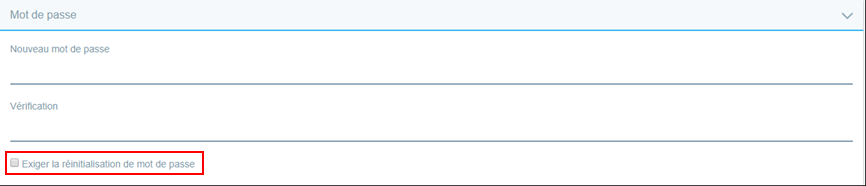 Mot de passe
Nouveau mot de passe
Vérification
Exiger la réinitialisation de mot de passe